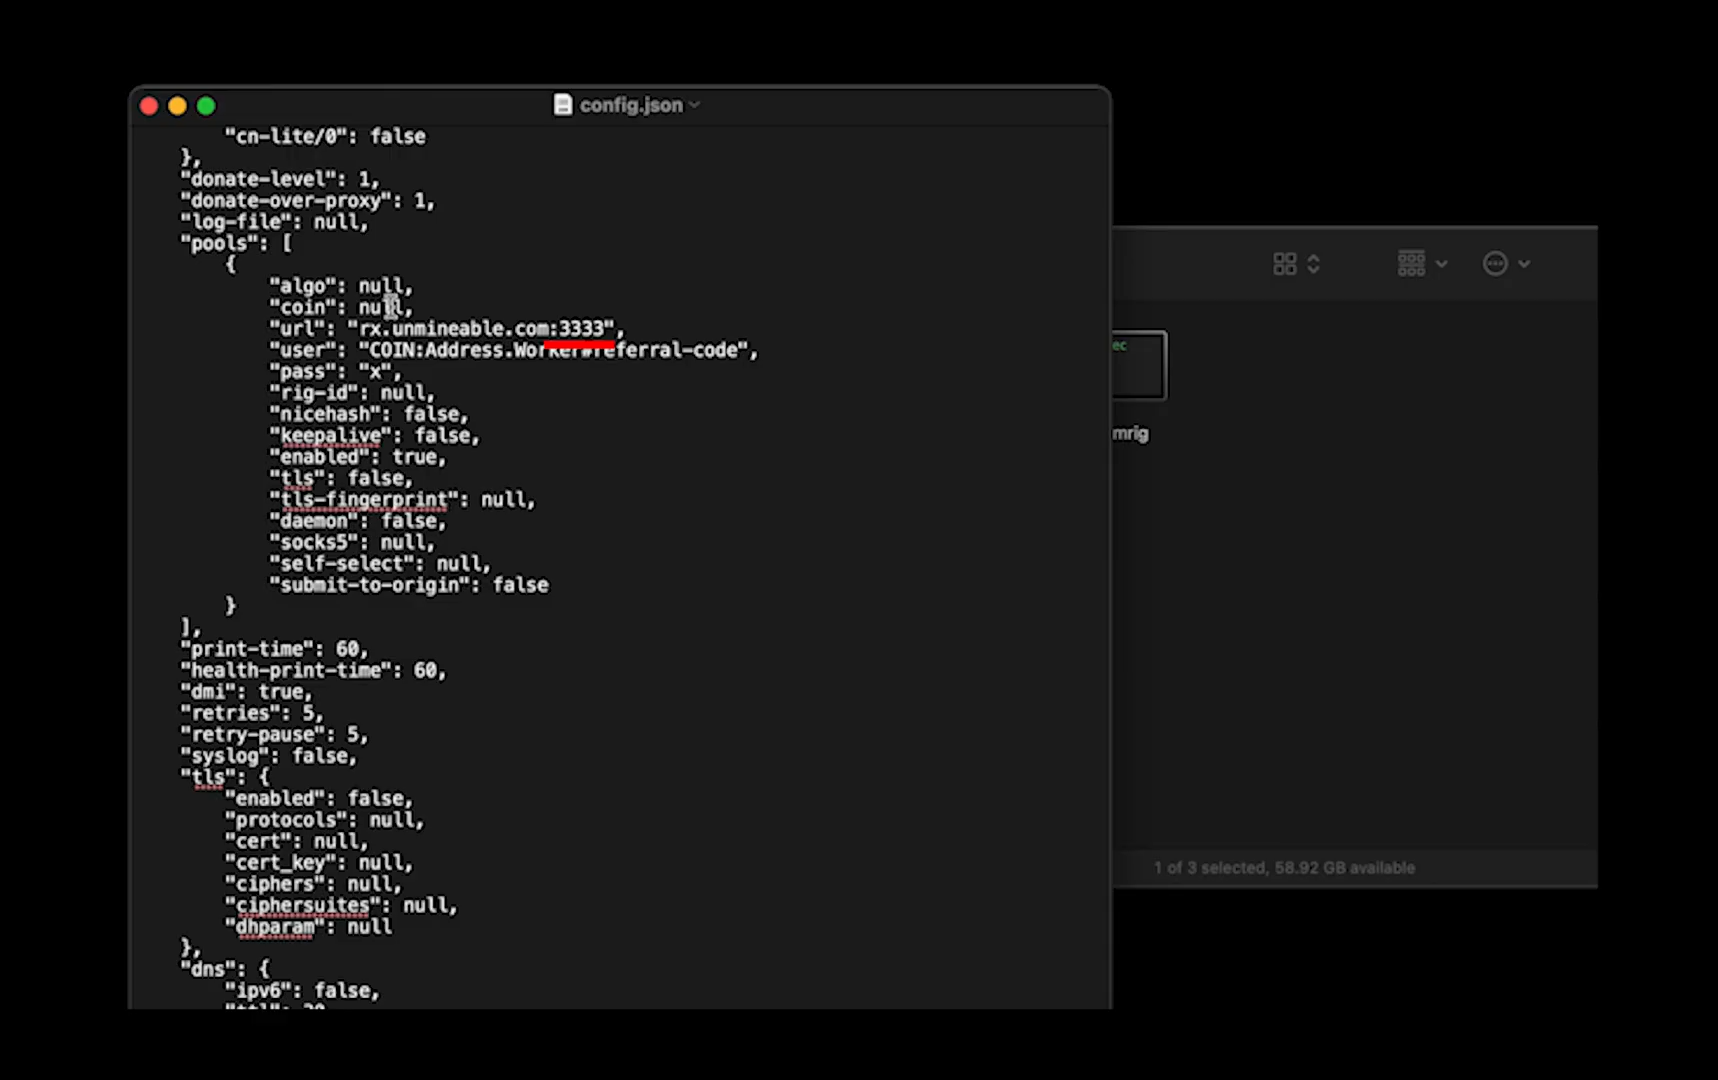 config.json
"cn-lite/0": false
},
"donate-level": 1,
"donate-over-proxy": 1,
"log-file": null,
"pools": [
{
"algo": null,
"coin": null,
"url": "rx.unmineable.com:3333",
"user": "COIN:Address.Worker#referral-code",
"pass": "x",
"rig-id": null,
"nicehash": false,
"keepalive": false,
"enabled": true,
"tls": false,
"tls-fingerprint": null,
"daemon": false,
"socks5": null,
"self-select": null,
"submit-to-origin": false
}
],
"print-time": 60,
"health-print-time": 60,
"dmi": true,
"retries": 5,
"retry-pause": 5,
"syslog": false,
"tls": {
"enabled": false,
"protocols": null,
"cert": null,
"cert_key": null,
"ciphers": null,
"ciphersuites": null,
"dhparam": null
},
"dns": {
"ipv6": false,
ec
mrig
1 of 3 selected, 58.92 GB available